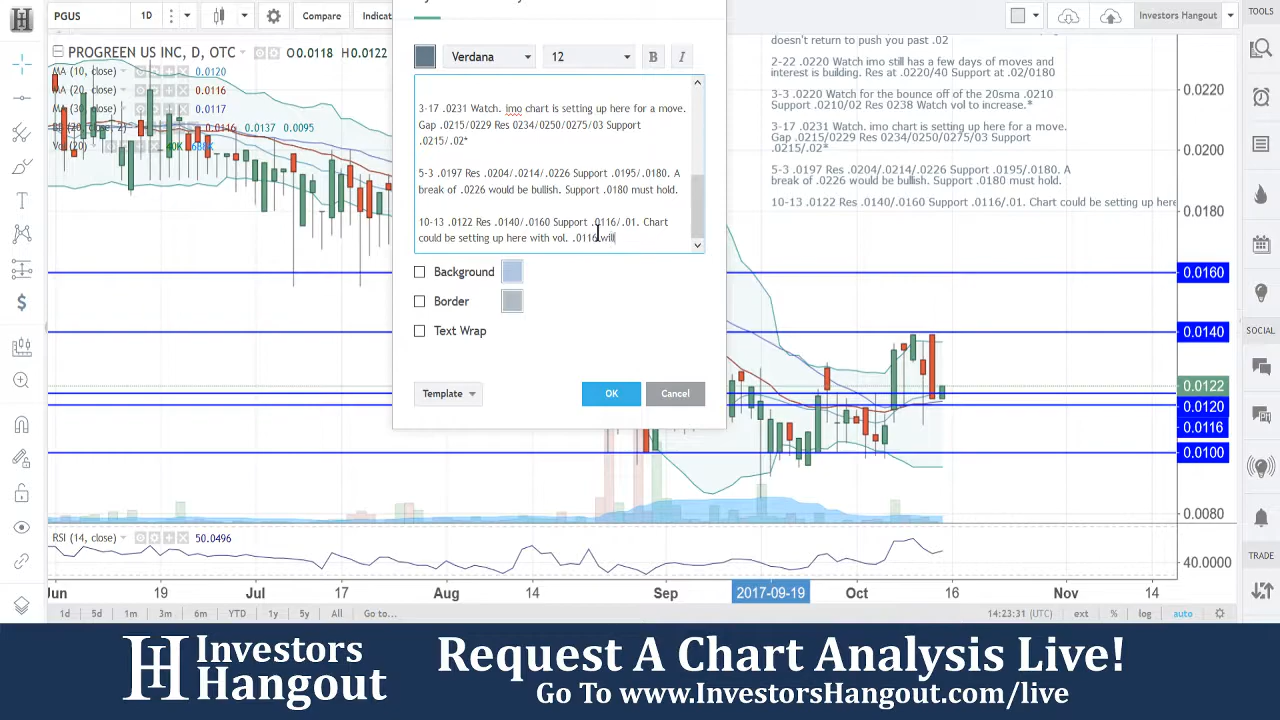 PGUS
1D
Compare
Indicat
Investors Hangout
TOOLS
PROGREEN US INC, D, OTC
O0.0118 H0.0122
MA (10, close)
0.0120
MA (20, close)
0.0116
MA (30, close)
0.0117
BB (20, close, 2)
0.0116 0.0137 0.0095
Vol (20)
40K 688K
Verdana
12
B
I
3-17 .0231 Watch. imo chart is setting up here for a move.
Gap .0215/0229 Res 0234/0250/0275/03 Support
.0215/.02*
5-3 .0197 Res .0204/.0214/.0226 Support .0195/.0180. A
break of .0226 would be bullish. Support .0180 must hold.
10-13 .0122 Res .0140/.0160 Support .0116/.01. Chart
could be setting up here with vol. .0116 will
Background
Border
Text Wrap
Template
OK
Cancel
doesn't return to push you past .02
2-22 .0220 Watch imo still has a few days of moves and
interest is building. Res at .0220/40 Support at .02/0180
3-3 .0220 Watch for the bounce off of the 20sma .0210
Support .0210/02 Res 0238 Watch vol to increase.*
3-17 .0231 Watch. imo chart is setting up here for a move.
Gap .0215/0229 Res 0234/0250/0275/03 Support
.0215/.02*
5-3 .0197 Res .0204/.0214/.0226 Support .0195/.0180. A
break of .0226 would be bullish. Support .0180 must hold.
10-13 .0122 Res .0140/.0160 Support .0116/.01. Chart could be setting up here
0.0220
0.0200
0.0180
0.0160
0.0140
0.0122
0.0120
0.0116
0.0100
0.0080
40.0000
SOCIAL
TRADE
RSI (14, close)
50.0496
Jun
19
Jul
17
Aug
14
Sep
2017-09-19
Oct
16
Nov
14
1d
5d
1m
3m
6m
YTD
1y
5y
All
Go to...
14:23:31 (UTC)
ext
%
log
auto
Investors
Hangout
Request A Chart Analysis Live!
Go To www.InvestorsHangout.com/live